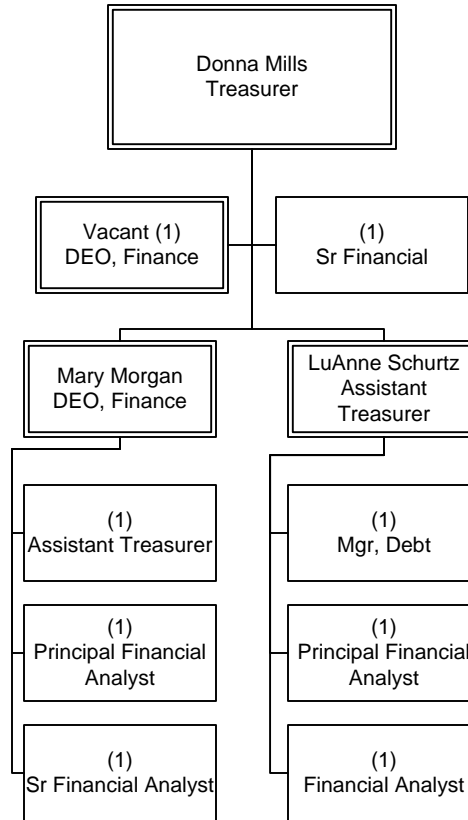 Donna Mills
Treasurer
Vacant (1)
DEO, Finance
(1)
Sr Financial
Mary Morgan
DEO, Finance
LuAnne Schurtz
Assistant
Treasurer
(1)
Assistant Treasurer
(1)
Principal Financial
Analyst
(1)
Sr Financial Analyst
(1)
Mgr, Debt
(1)
Principal Financial
Analyst
(1)
Financial Analyst